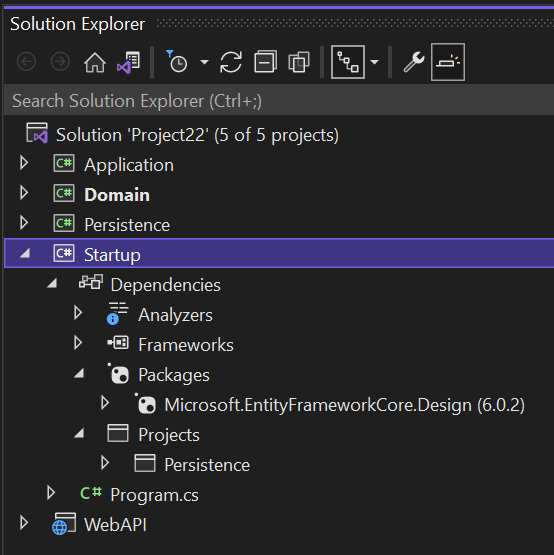 Solution Explorer
Search Solution Explorer (Ctrl+;)
Solution 'Project22' (5 of 5 projects)
C# Application
C# Domain
C# Persistence
C# Startup
Dependencies
Analyzers
Frameworks
Packages
Microsoft.EntityFrameworkCore.Design (6.0.2)
Projects
Persistence
C# Program.cs
WebAPI